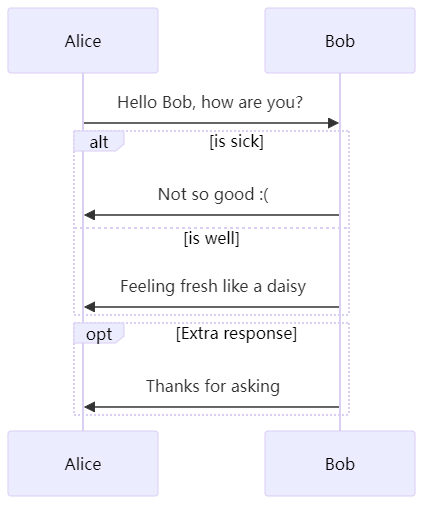 Alice Bob
Hello Bob, how are you?
alt [is sick]
Not so good :(
[is well]
Feeling fresh like a daisy
opt [Extra response]
Thanks for asking
Alice Bob